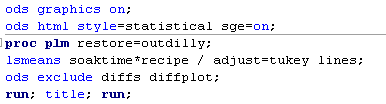 ods graphics on;
ods html style=statistical sge=on;
proc plm restore=outdilly;
lsmeans soaktime*recipe / adjust=tukey lines;
ods exclude diffs diffplot;
run; title; run;